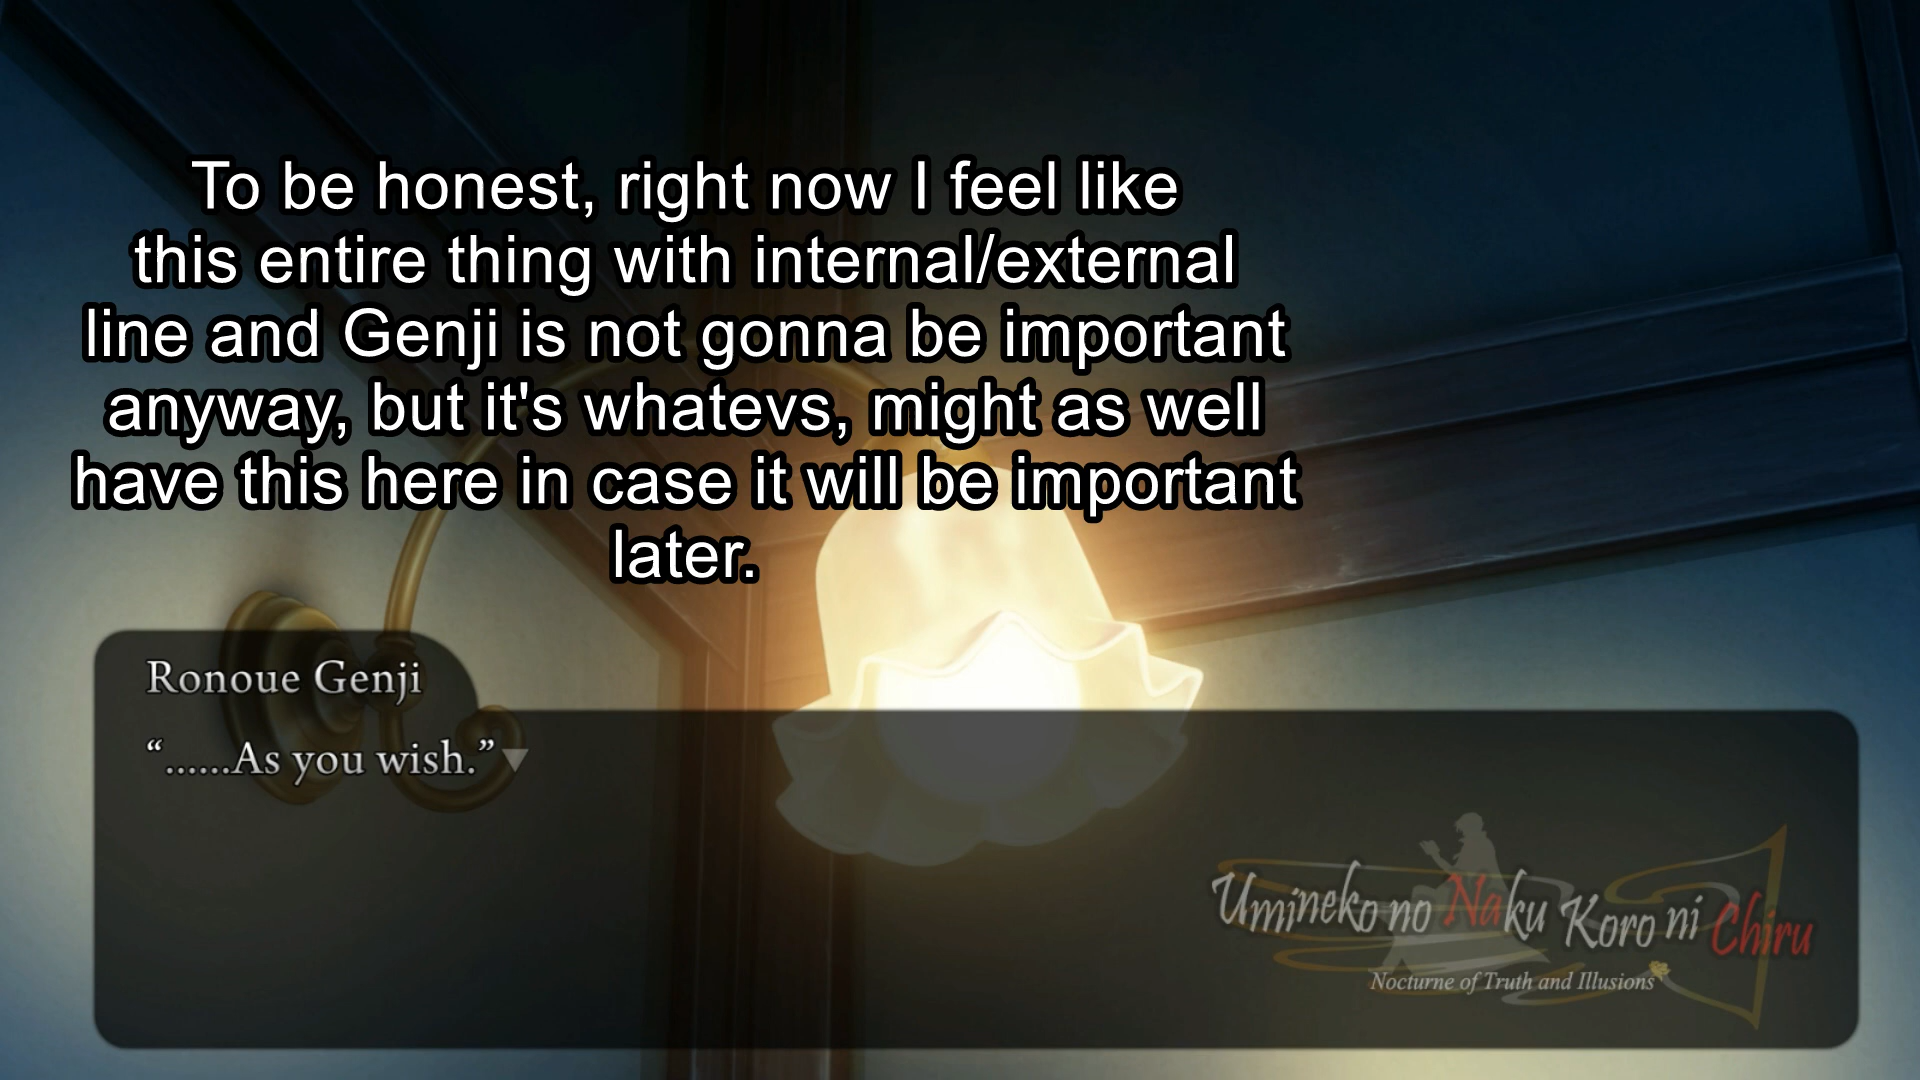 To be honest, right now I feel like
this entire thing with internal/external
line and Genji is not gonna be important
anyway, but it's whatevs, might as well
have this here in case it will be important
later.
Ronoue Genji
“......As you wish.”
Umineko no Naku Koro ni Chiru
Nocturne of Truth and Illusions